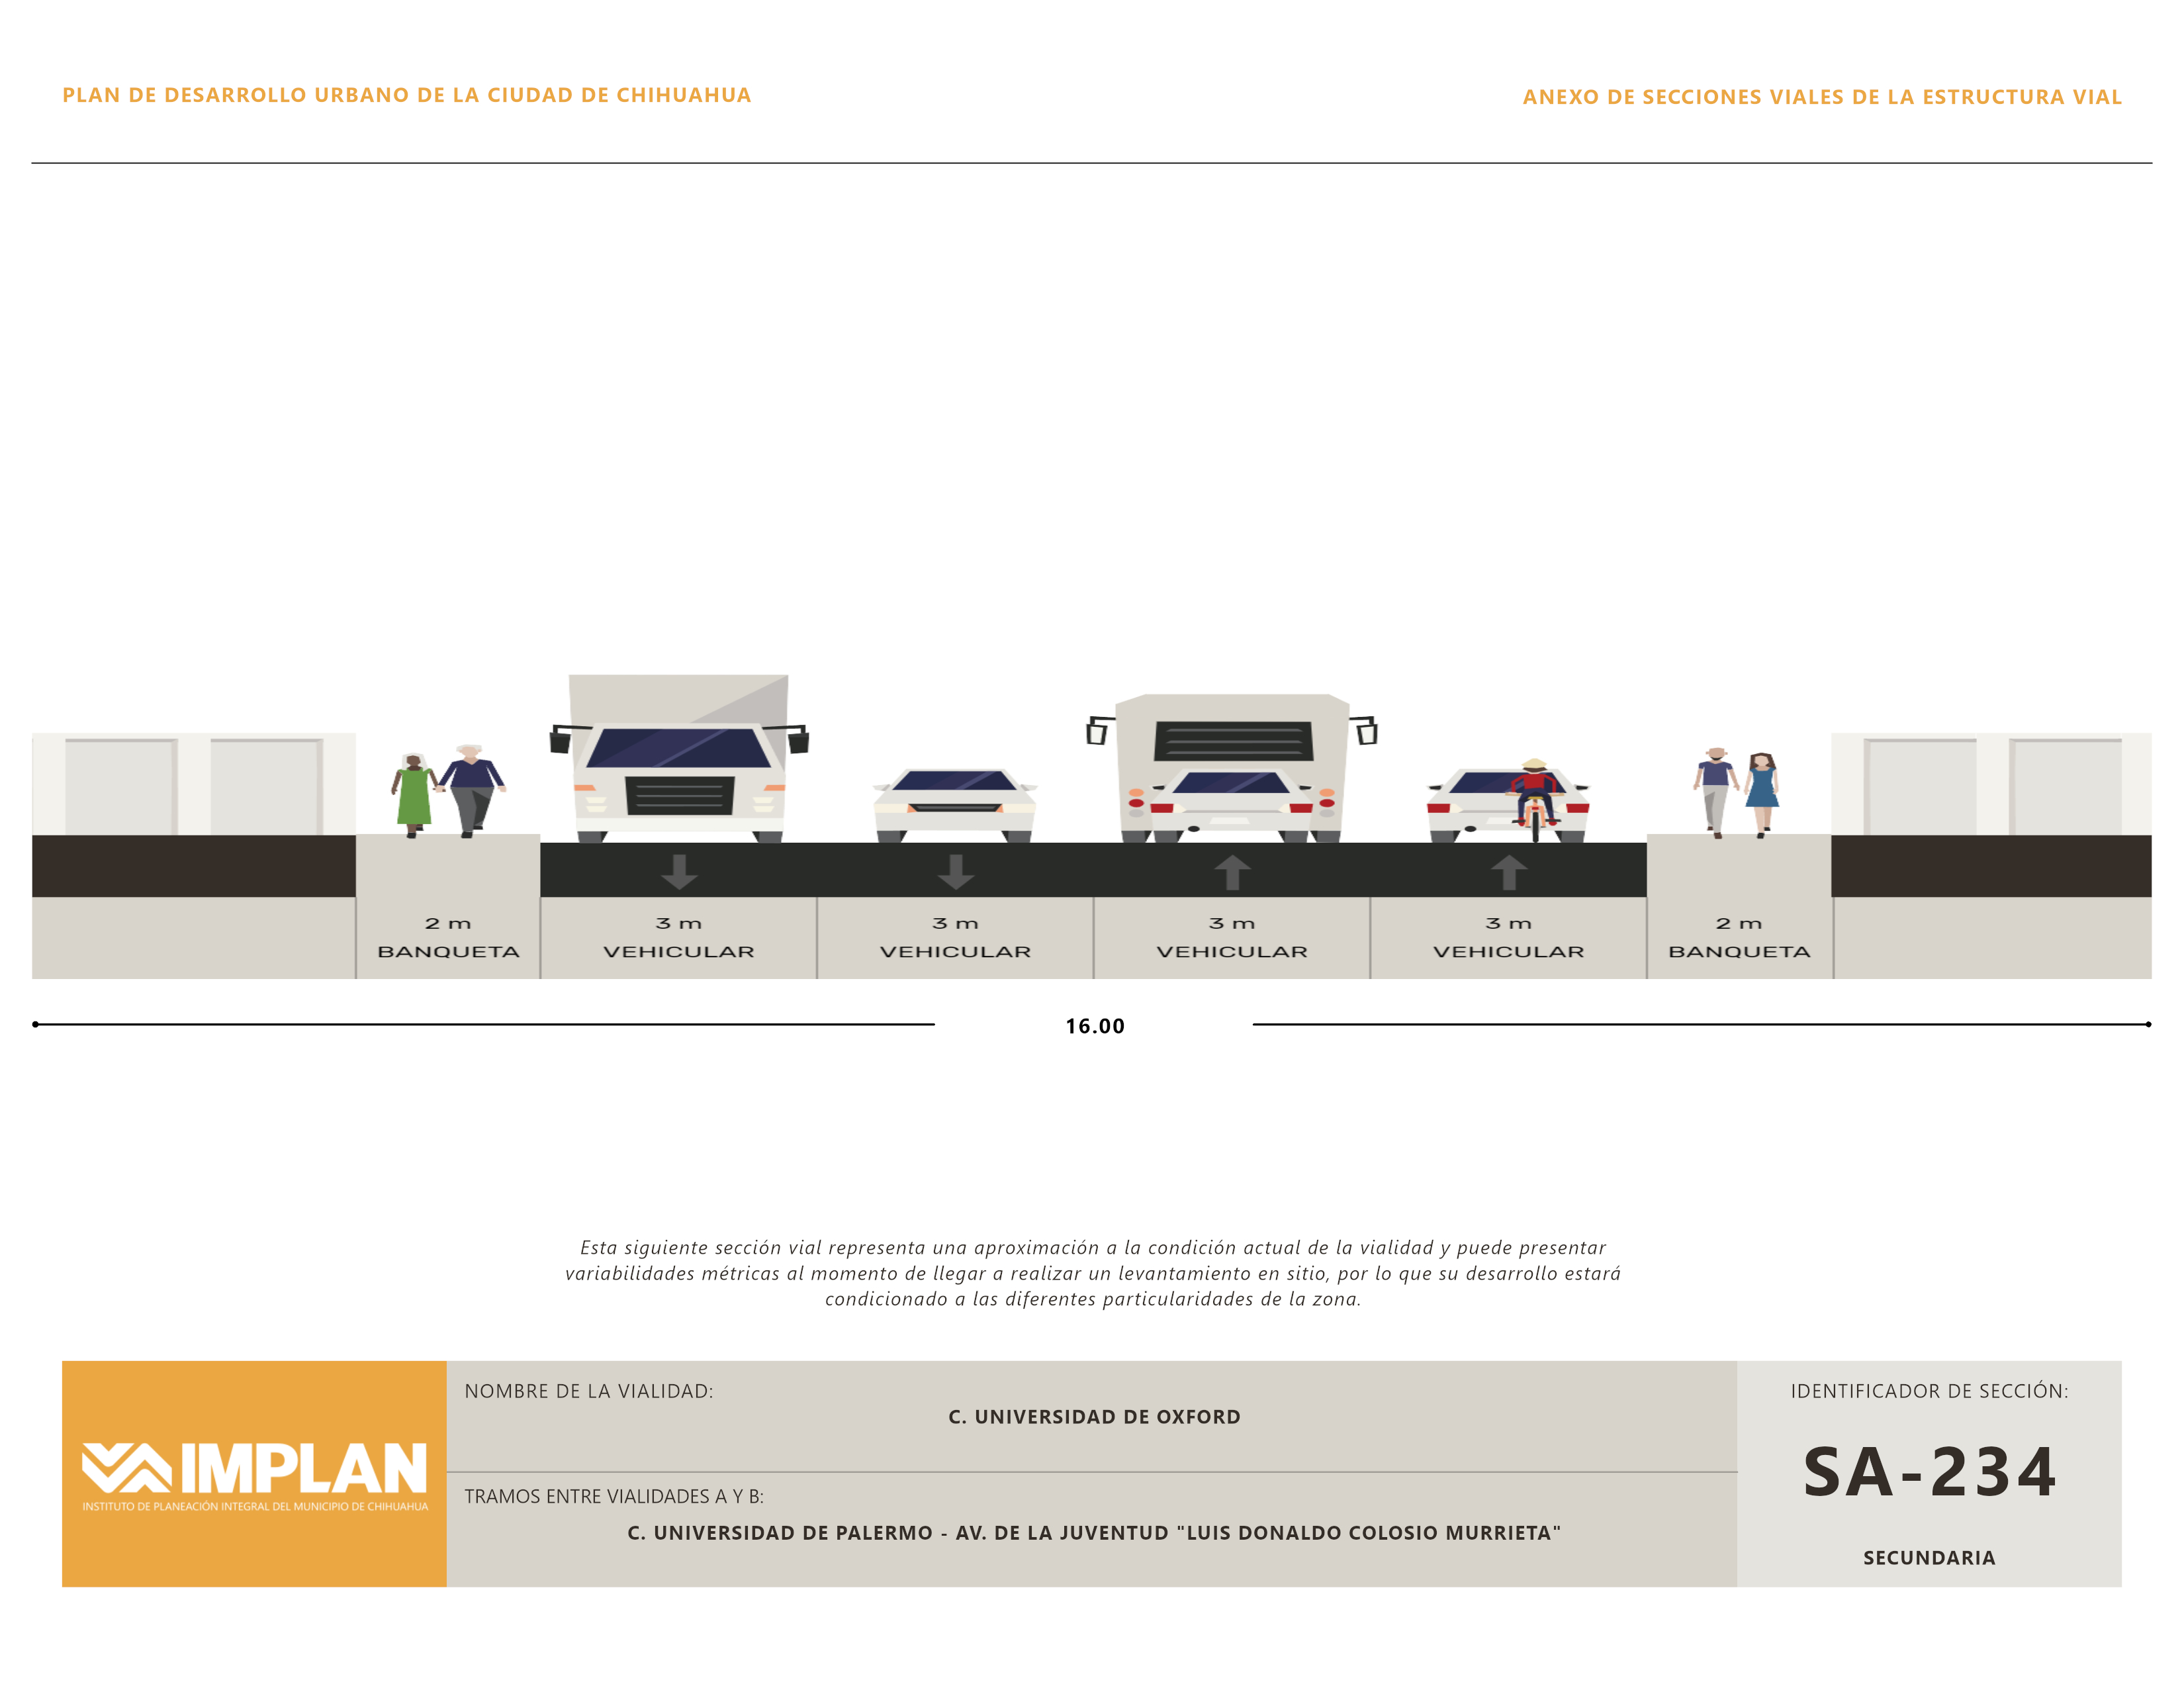 PLAN DE DESARROLLO URBANO DE LA CIUDAD DE CHIHUAHUA
ANEXO DE SECCIONES VIALES DE LA ESTRUCTURA VIAL
2 m
BANQUETA
3 m
VEHICULAR
3 m
VEHICULAR
3 m
VEHICULAR
3 m
VEHICULAR
2 m
BANQUETA
16.00
Esta siguiente sección vial representa una aproximación a la condición actual de la vialidad y puede presentar
variabilidades métricas al momento de llegar a realizar un levantamiento en sitio, por lo que su desarrollo estará
condicionado a las diferentes particularidades de la zona.
IMPLAN
INSTITUTO DE PLANEACIÓN INTEGRAL DEL MUNICIPIO DE CHIHUAHUA
NOMBRE DE LA VIALIDAD:
C. UNIVERSIDAD DE OXFORD
TRAMOS ENTRE VIALIDADES A Y B:
C. UNIVERSIDAD DE PALERMO - AV. DE LA JUVENTUD "LUIS DONALDO COLOSIO MURRIETA"
IDENTIFICADOR DE SECCIÓN:
SA-234
SECUNDARIA